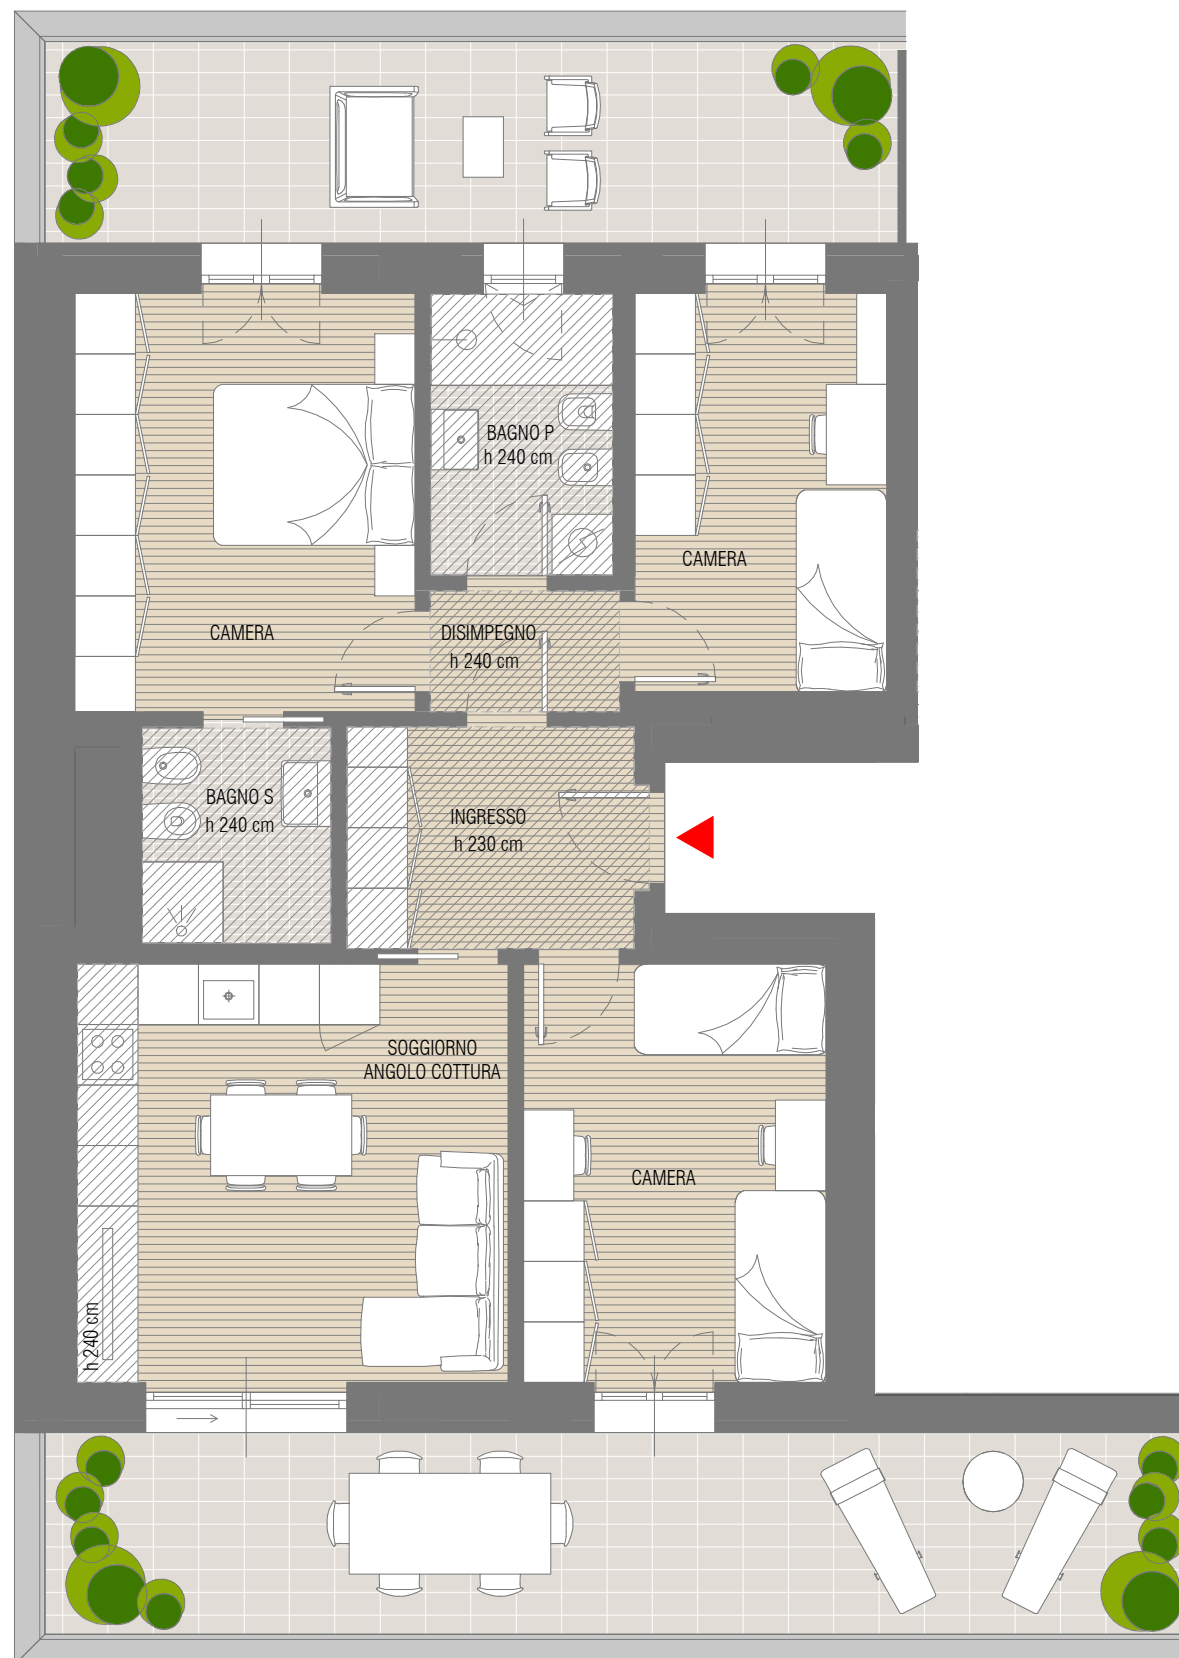 BAGNO P
h 240 cm
CAMERA
CAMERA
DISIMPEGNO
h 240 cm
BAGNO S
h 240 cm
INGRESSO
h 230 cm
SOGGIORNO
ANGOLO COTTURA
CAMERA
h 240 cm